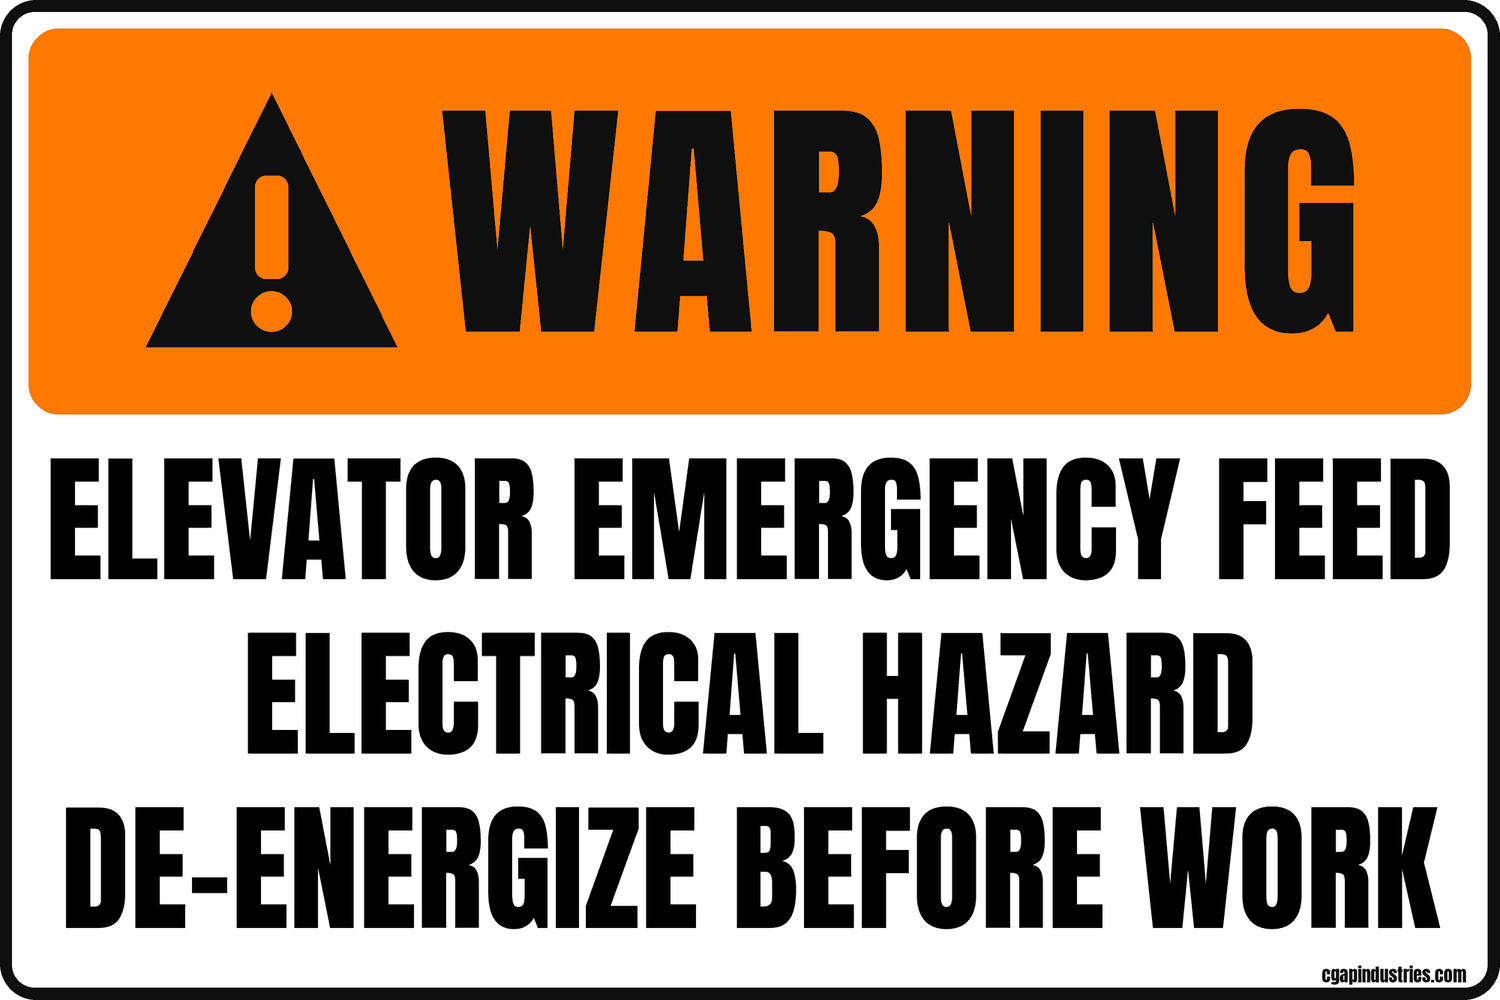 WARNING
ELEVATOR EMERGENCY FEED
ELECTRICAL HAZARD
DE-ENERGIZE BEFORE WORK
cgapindustries.com